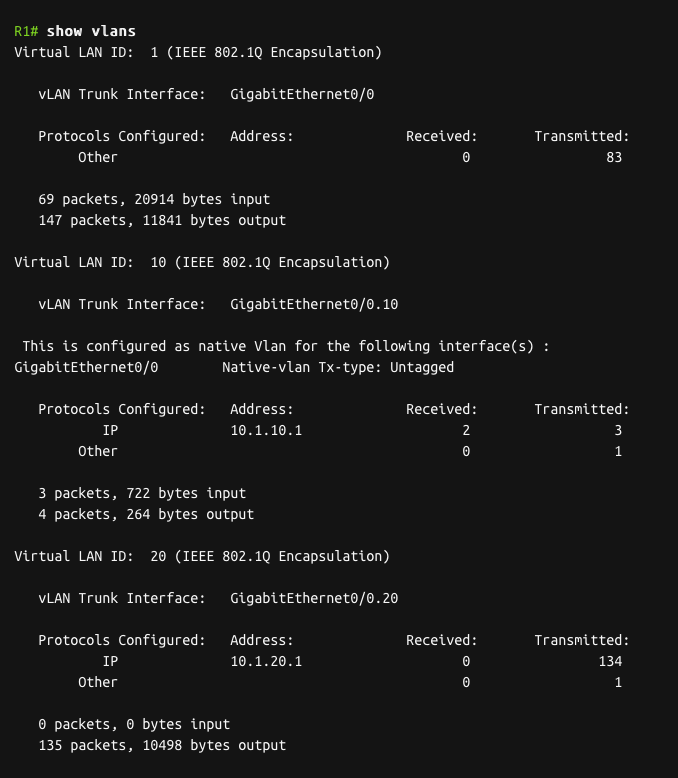 R1# show vlans
Virtual LAN ID:  1 (IEEE 802.1Q Encapsulation)
   vLAN Trunk Interface:   GigabitEthernet0/0
   Protocols Configured:   Address:              Received:       Transmitted:
        Other                                           0                 83
   69 packets, 20914 bytes input
   147 packets, 11841 bytes output
Virtual LAN ID:  10 (IEEE 802.1Q Encapsulation)
   vLAN Trunk Interface:   GigabitEthernet0/0.10
 This is configured as native Vlan for the following interface(s) :
GigabitEthernet0/0        Native-vlan Tx-type: Untagged
   Protocols Configured:   Address:              Received:       Transmitted:
           IP              10.1.10.1                    2                  3
        Other                                           0                  1
   3 packets, 722 bytes input
   4 packets, 264 bytes output
Virtual LAN ID:  20 (IEEE 802.1Q Encapsulation)
   vLAN Trunk Interface:   GigabitEthernet0/0.20
   Protocols Configured:   Address:              Received:       Transmitted:
           IP              10.1.20.1                    0                134
        Other                                           0                  1
   0 packets, 0 bytes input
   135 packets, 10498 bytes output